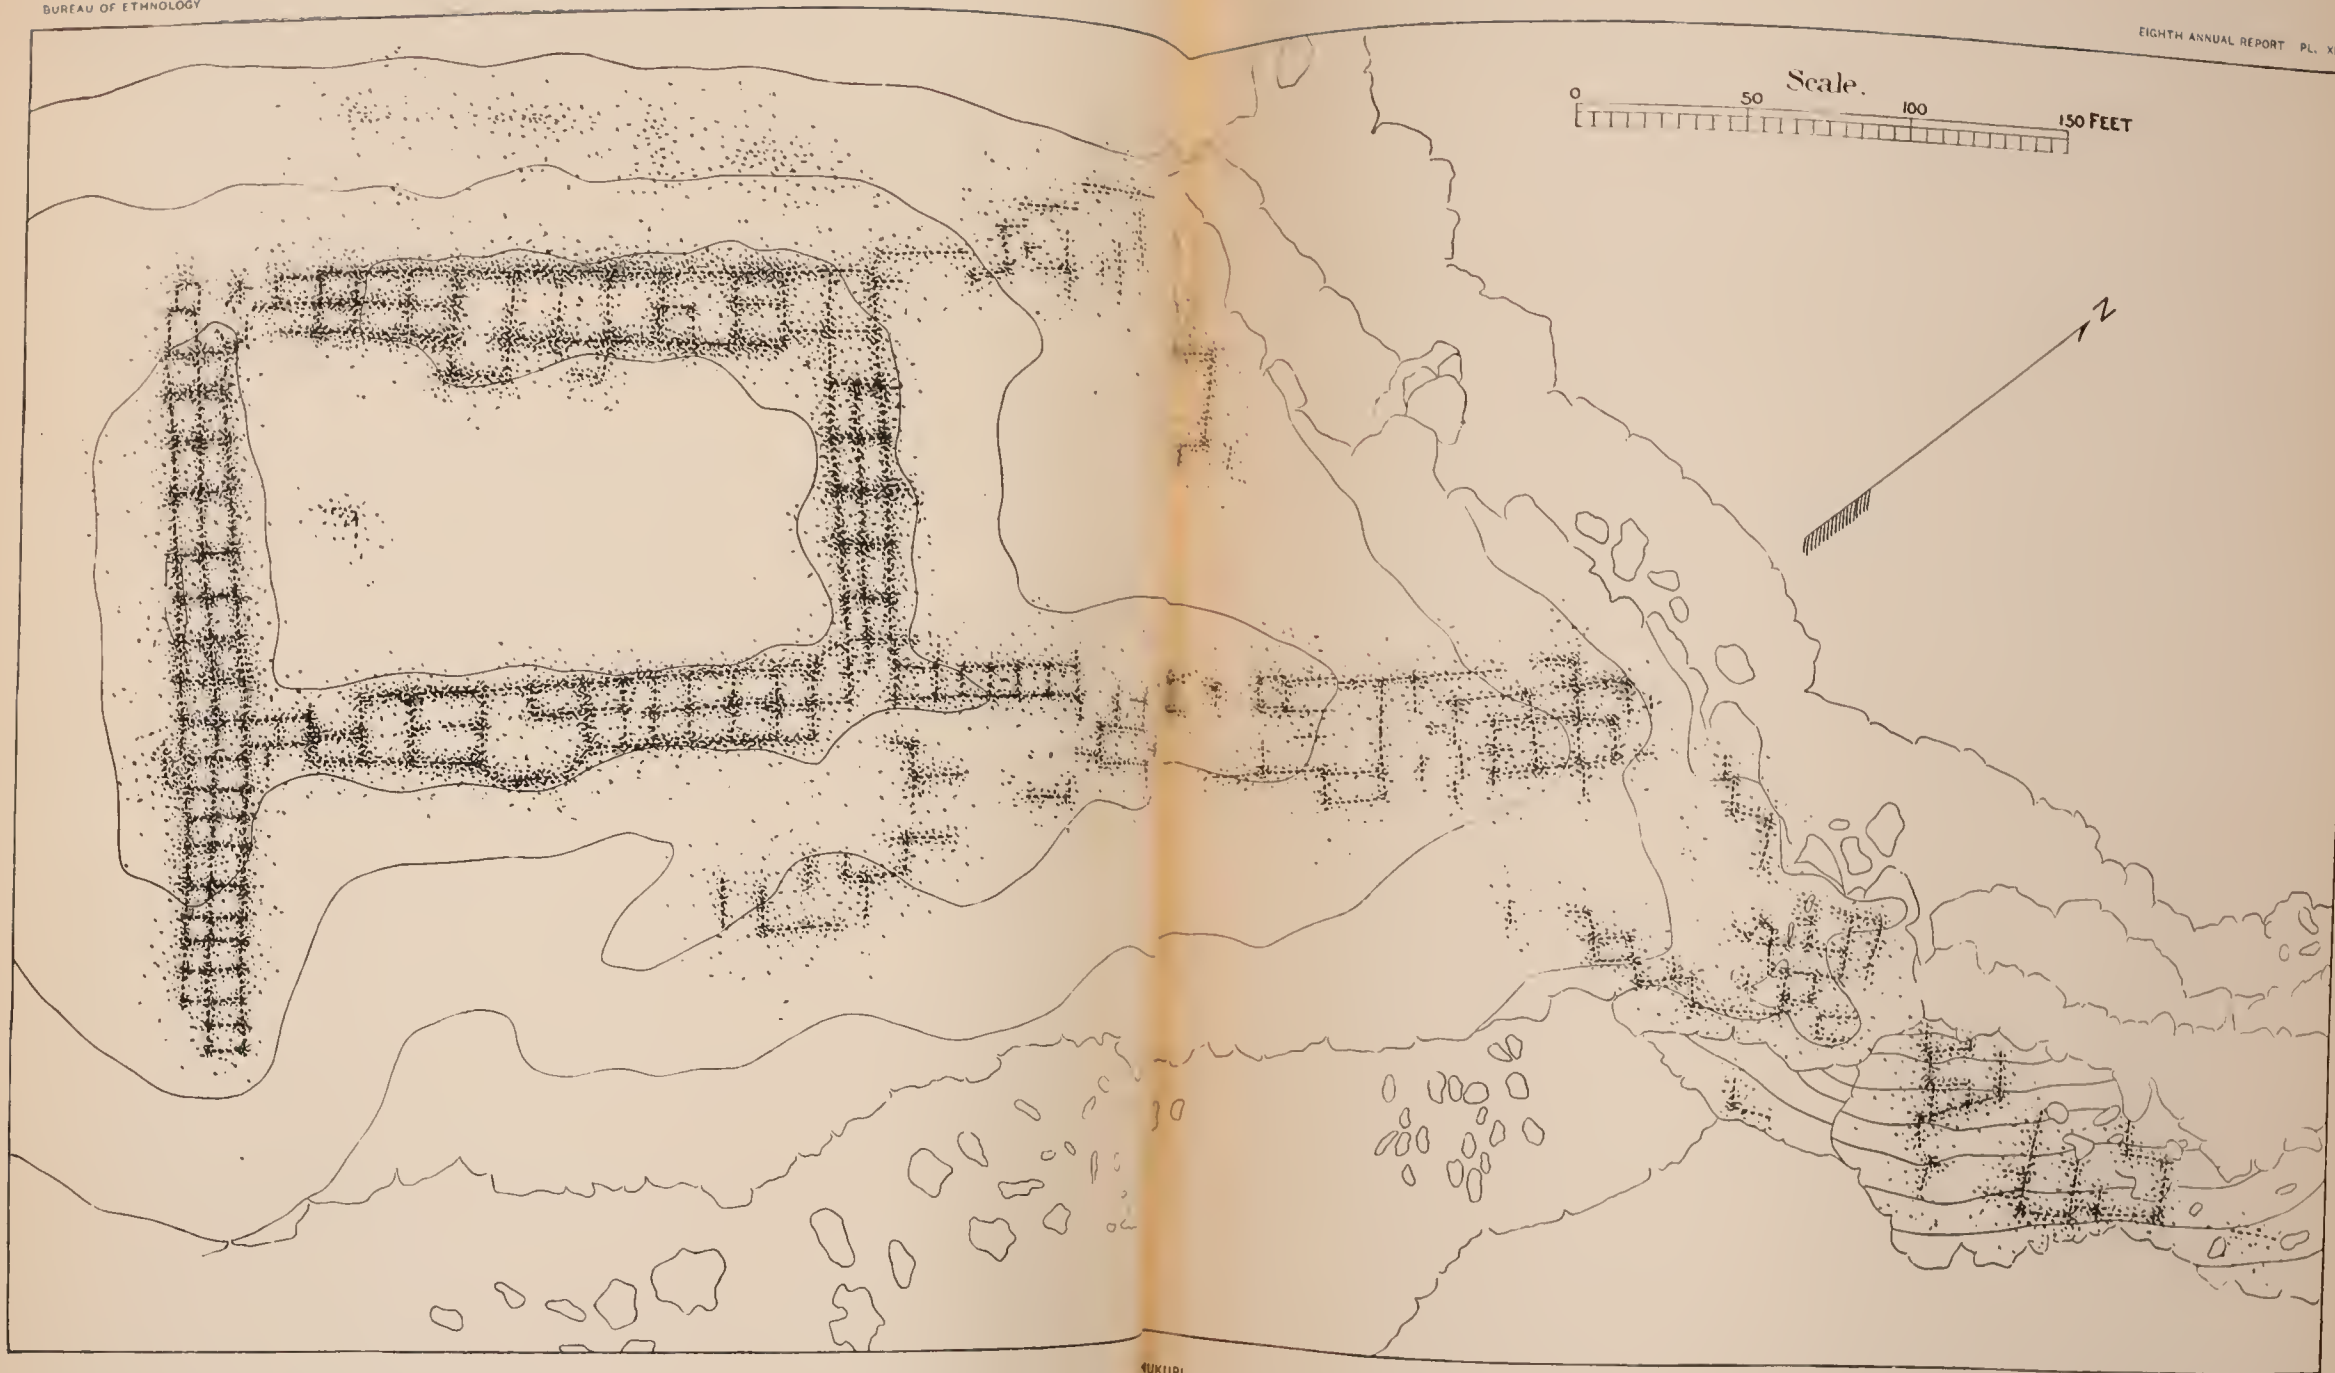 BUREAU OF ETHNOLOGY
EIGHTH ANNUAL REPORT PL.
Scale.
0 50 100 150 FEET
N